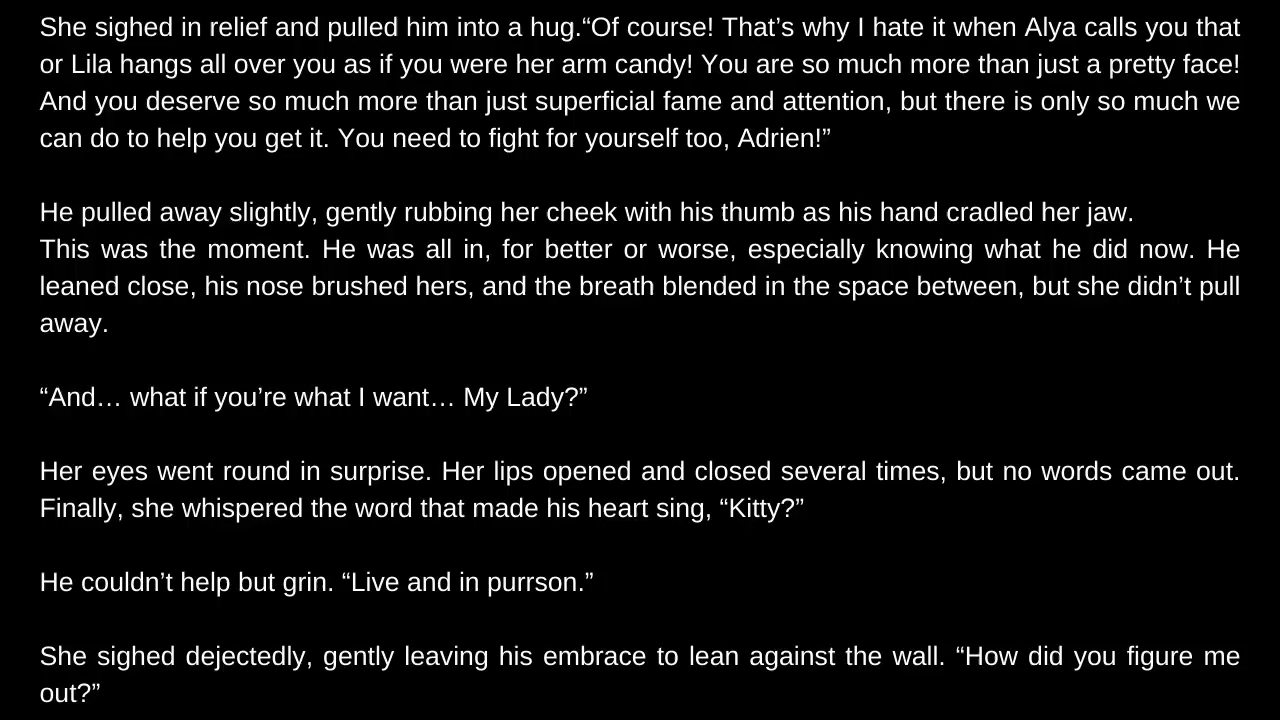 She sighed in relief and pulled him into a hug.“Of course! That’s why I hate it when Alya calls you that
or Lila hangs all over you as if you were her arm candy! You are so much more than just a pretty face!
And you deserve so much more than just superficial fame and attention, but there is only so much we
can do to help you get it. You need to fight for yourself too, Adrien!”
He pulled away slightly, gently rubbing her cheek with his thumb as his hand cradled her jaw.
This was the moment. He was all in, for better or worse, especially knowing what he did now. He
leaned close, his nose brushed hers, and the breath blended in the space between, but she didn’t pull
away.
“And… what if you’re what I want… My Lady?”
Her eyes went round in surprise. Her lips opened and closed several times, but no words came out.
Finally, she whispered the word that made his heart sing, “Kitty?”
He couldn’t help but grin. “Live and in purrson.”
She sighed dejectedly, gently leaving his embrace to lean against the wall. “How did you figure me
out?”